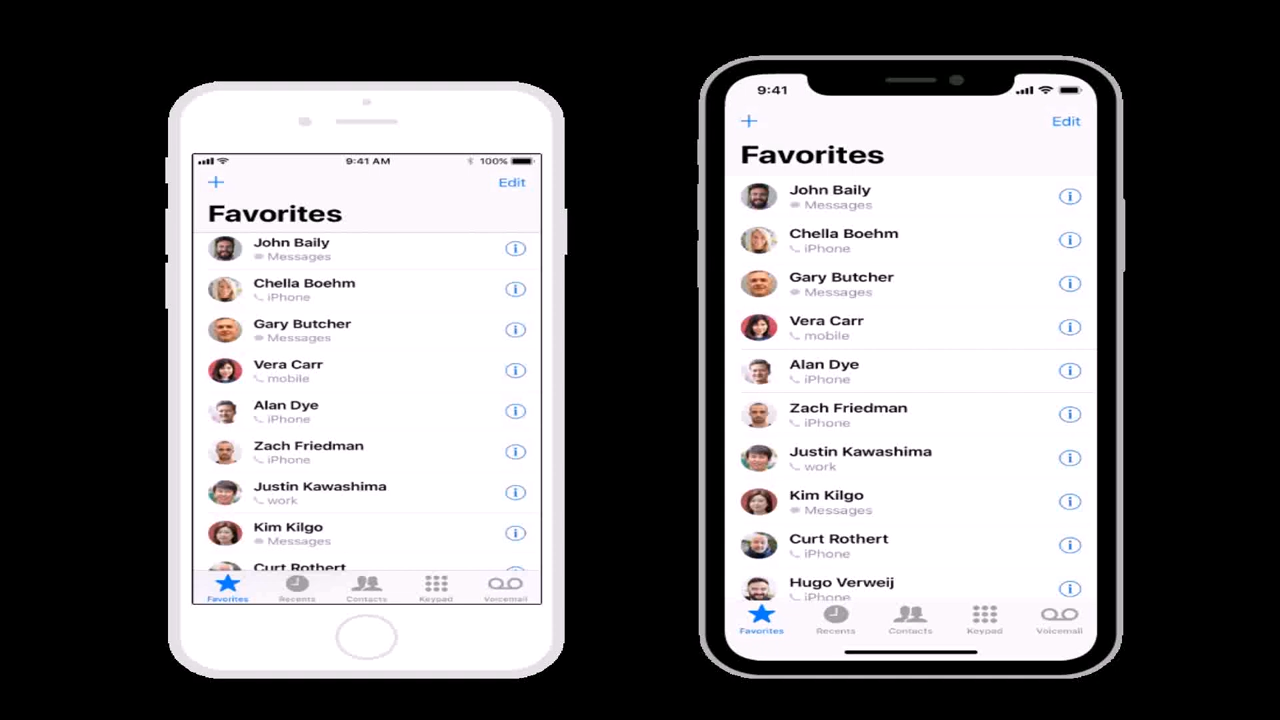 9:41 AM
100%
Edit
Favorites
John Baily
Messages
Chella Boehm
iPhone
Gary Butcher
Messages
Vera Carr
mobile
Alan Dye
iPhone
Zach Friedman
iPhone
Justin Kawashima
work
Kim Kilgo
Messages
Curt Rothert
Favorites
Recents
Contacts
Keypad
Voicemail
9:41
Edit
Favorites
John Baily
Messages
Chella Boehm
iPhone
Gary Butcher
Messages
Vera Carr
mobile
Alan Dye
iPhone
Zach Friedman
iPhone
Justin Kawashima
work
Kim Kilgo
Messages
Curt Rothert
iPhone
Hugo Verweij
iPhone
Favorites
Recents
Contacts
Keypad
Voicemail